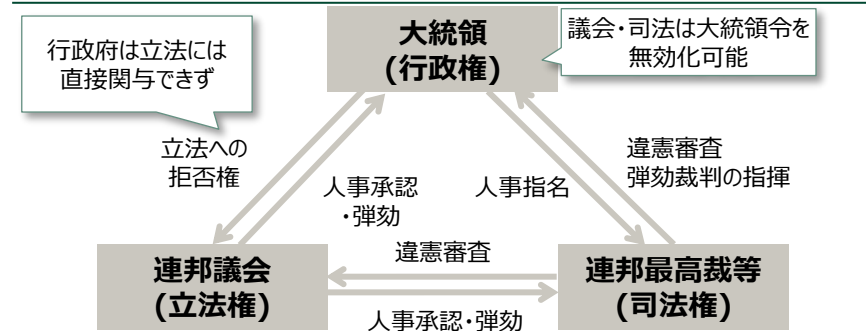 行政府は立法には
直接関与できず
大統領
(行政権)
議会・司法は大統領令を
無効化可能
立法への
拒否権
人事承認
・弾劾
人事指名
違憲審査
弾劾裁判の指揮
連邦議会
(立法権)
違憲審査
人事承認・弾劾
連邦最高裁等
(司法権)